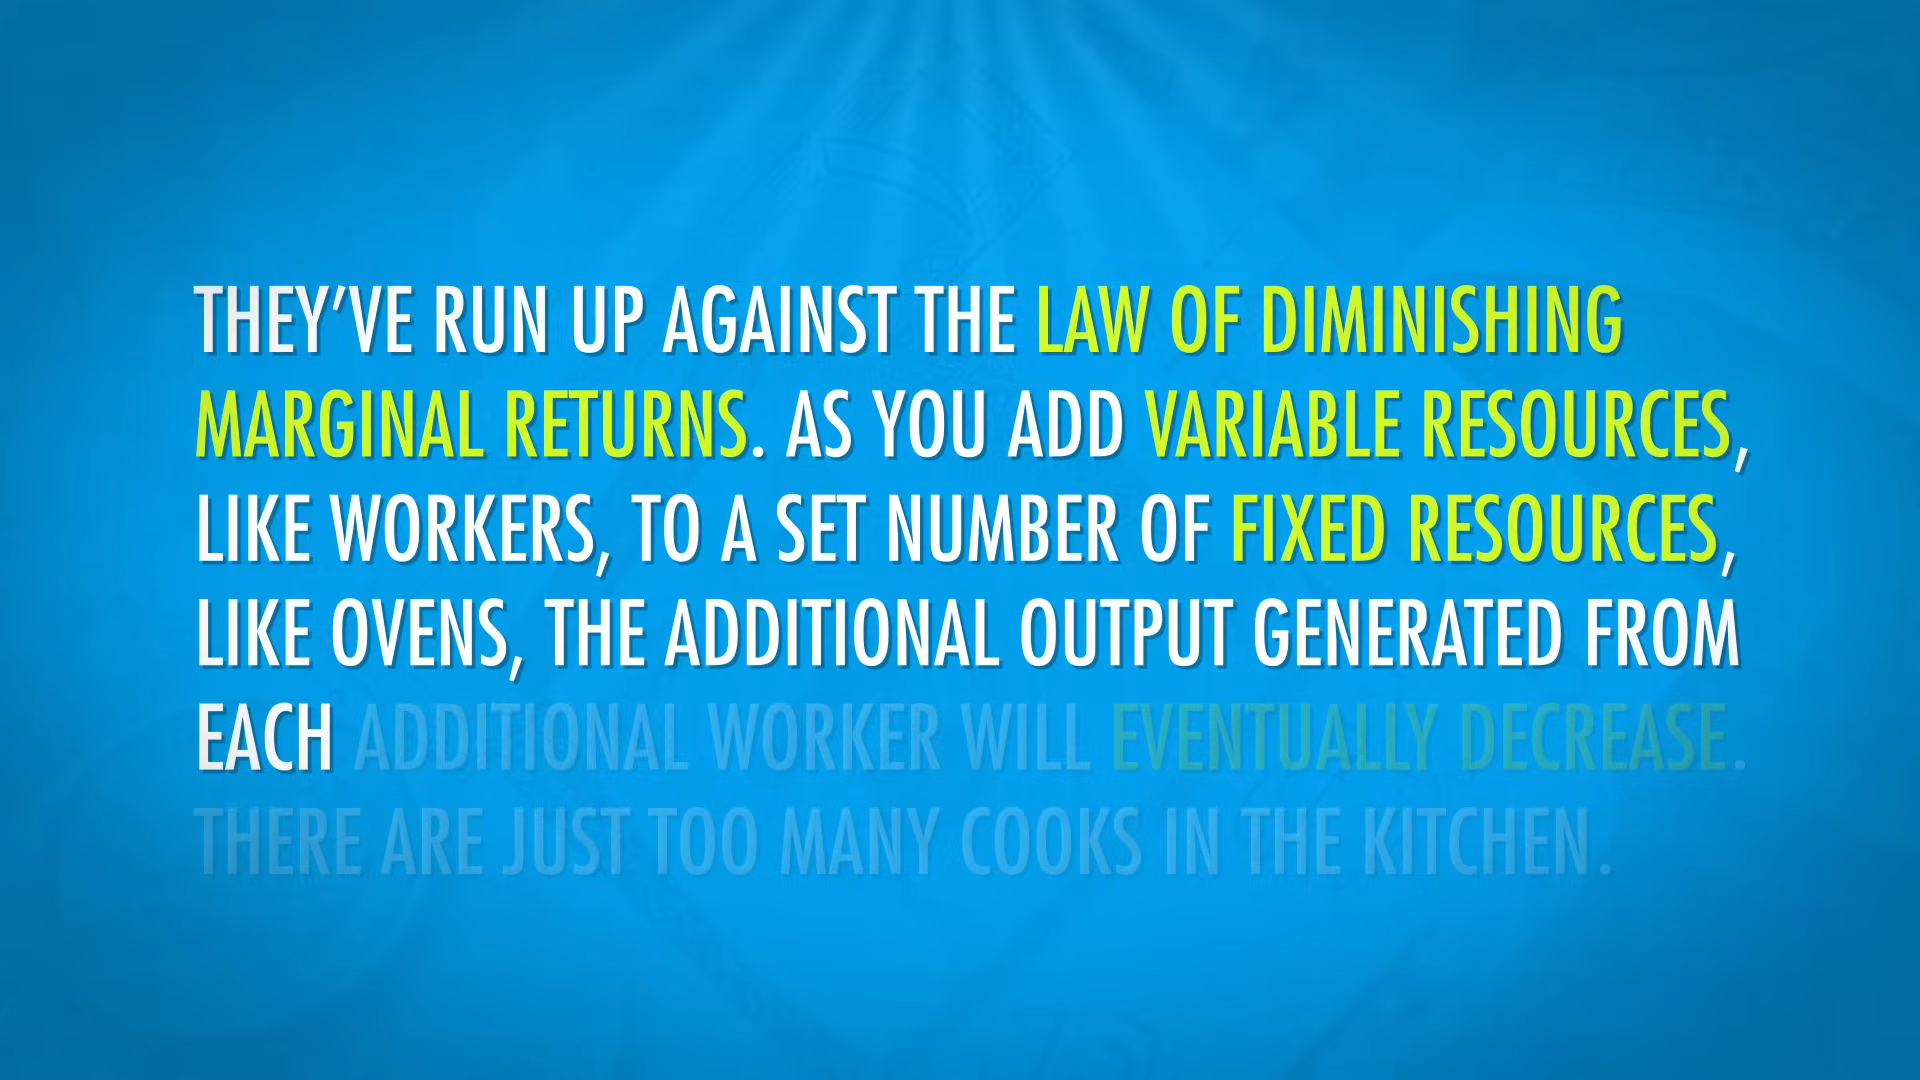 THEY’VE RUN UP AGAINST THE LAW OF DIMINISHING
MARGINAL RETURNS. AS YOU ADD VARIABLE RESOURCES,
LIKE WORKERS, TO A SET NUMBER OF FIXED RESOURCES,
LIKE OVENS, THE ADDITIONAL OUTPUT GENERATED FROM
EACH ADDITIONAL WORKER WILL EVENTUALLY DECREASE.
THERE ARE JUST TOO MANY COOKS IN THE KITCHEN.